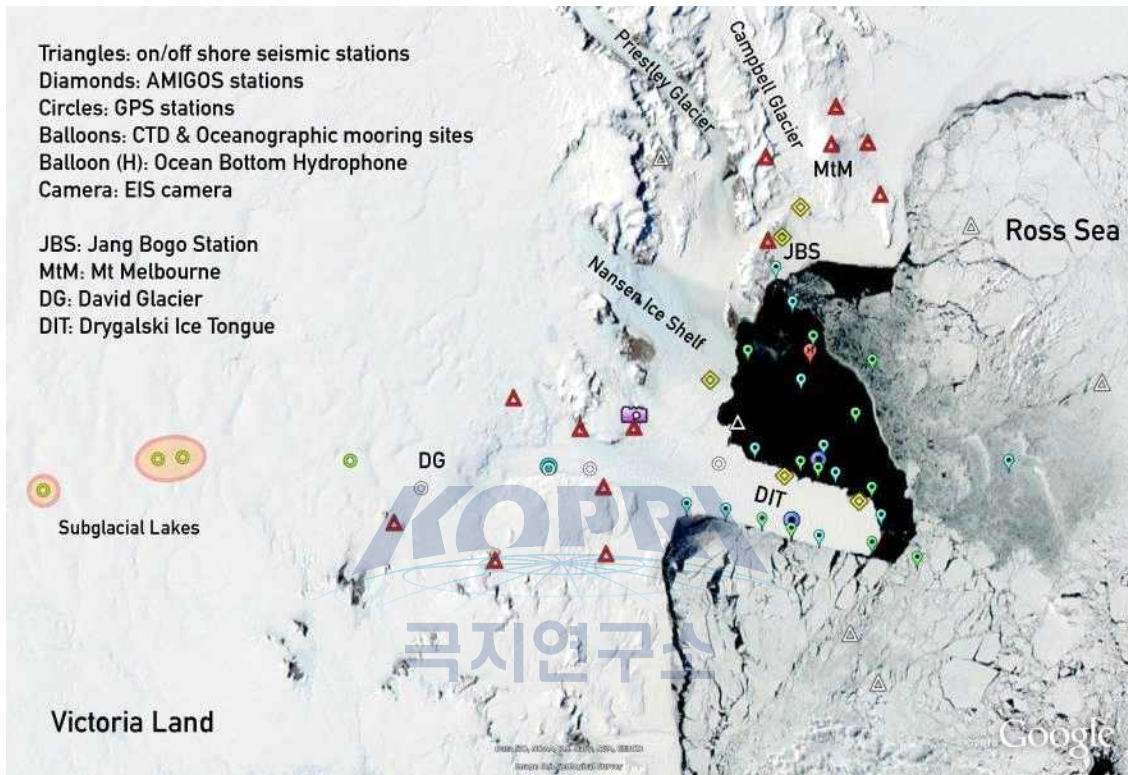 Triangles: on/off shore seismic stations
Diamonds: AMIGOS stations
Circles: GPS stations
Balloons: CTD & Oceanographic mooring sites
Balloon (H): Ocean Bottom Hydrophone
Camera: EIS camera
JBS: Jang Bogo Station
MtM: Mt Melbourne
DG: David Glacier
DIT: Drygalski Ice Tongue
Priestley Glacier
Campbell Glacier
MtM
Ross Sea
JBS
Nansen Ice Shelf
H
DG
DIT
Subglacial Lakes
KOPRI
극지연구소
Victoria Land
Google